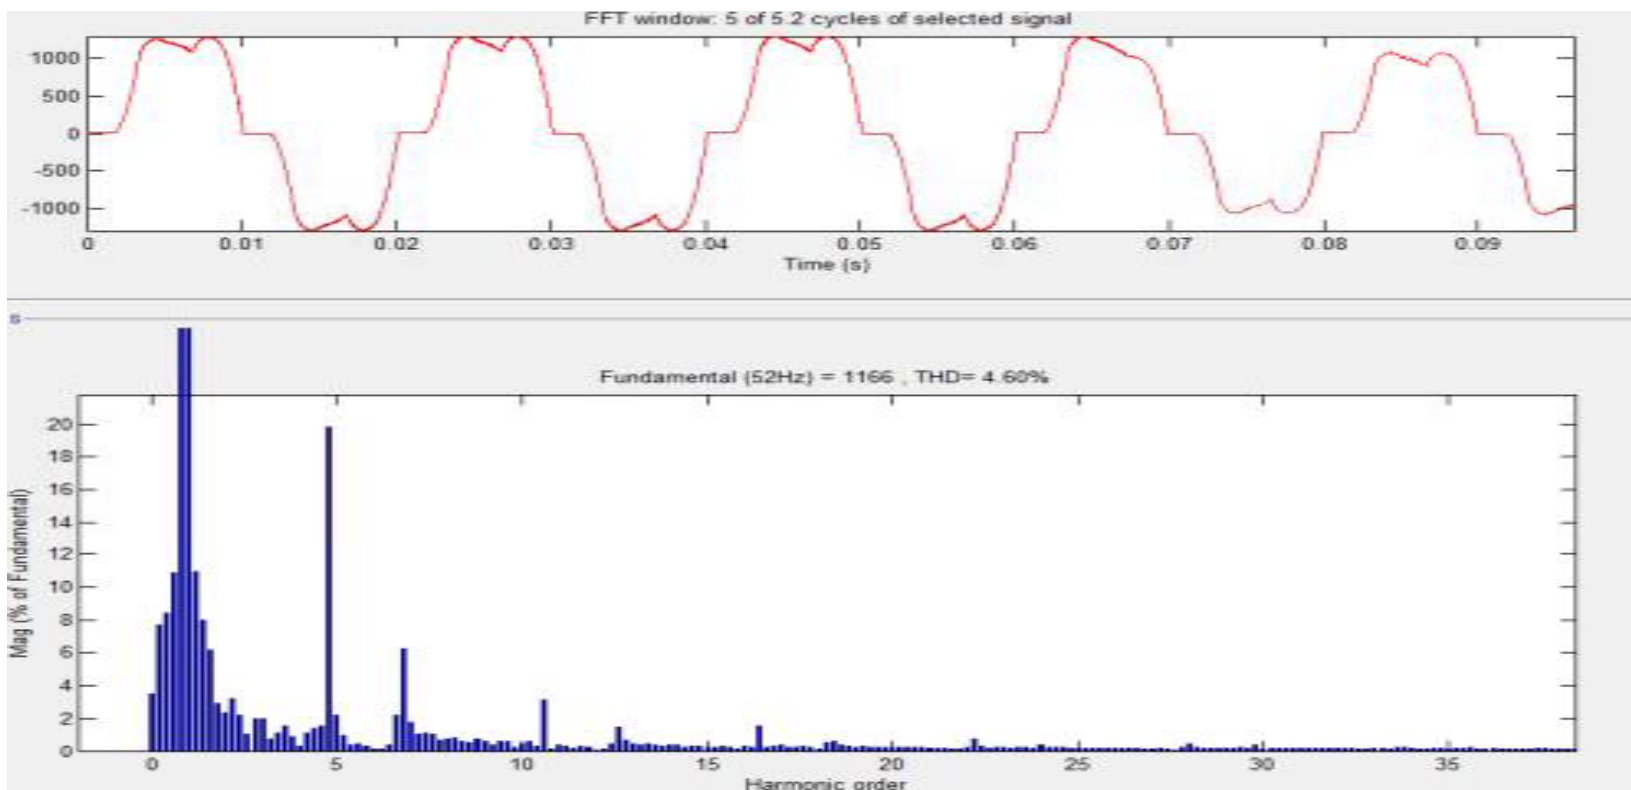 FFT window: 5 of 5.2 cycles of selected signal
1000
500
0
-500
-1000
0 0.01 0.02 0.03 0.04 0.05 0.06 0.07 0.08 0.09
Time (s)
s
Fundamental (52Hz) = 1166 , THD= 4.60%
20
18
16
14
12
10
8
6
4
2
0
Mag (% of Fundamental)
0 5 10 15 20 25 30 35
Harmonic order